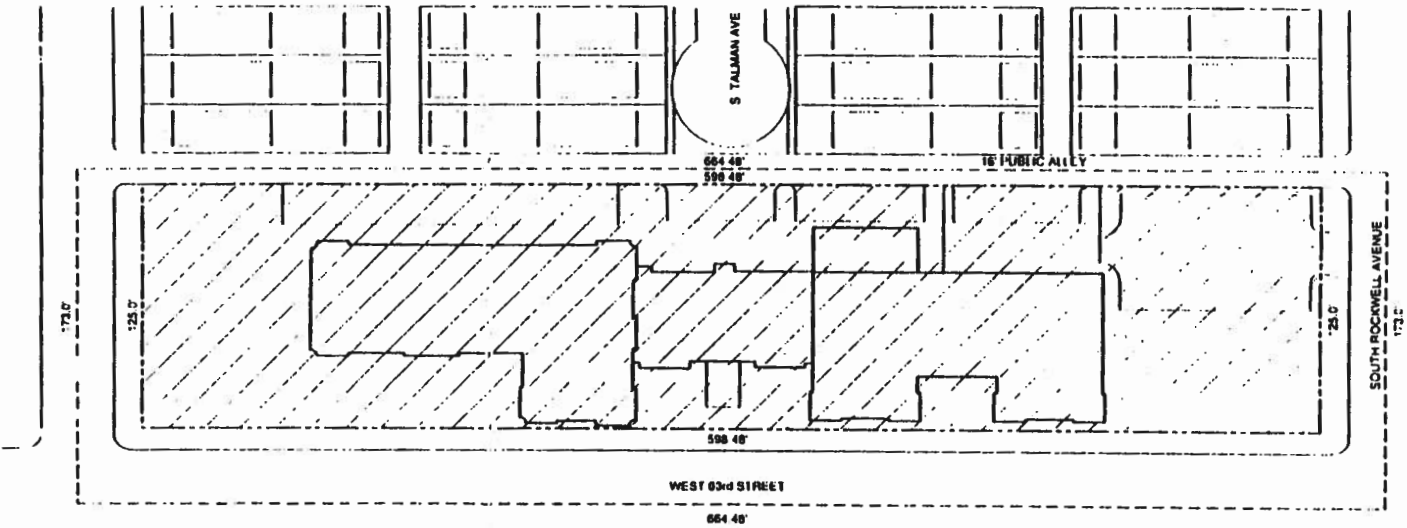 S TALMAN AVE
664 48'
16' PUBLIC ALLEY
598 48'
173.0'
125.0'
125.0'
SOUTH ROCKWELL AVENUE
173.0'
598 48'
WEST 63rd STREET
664 48'